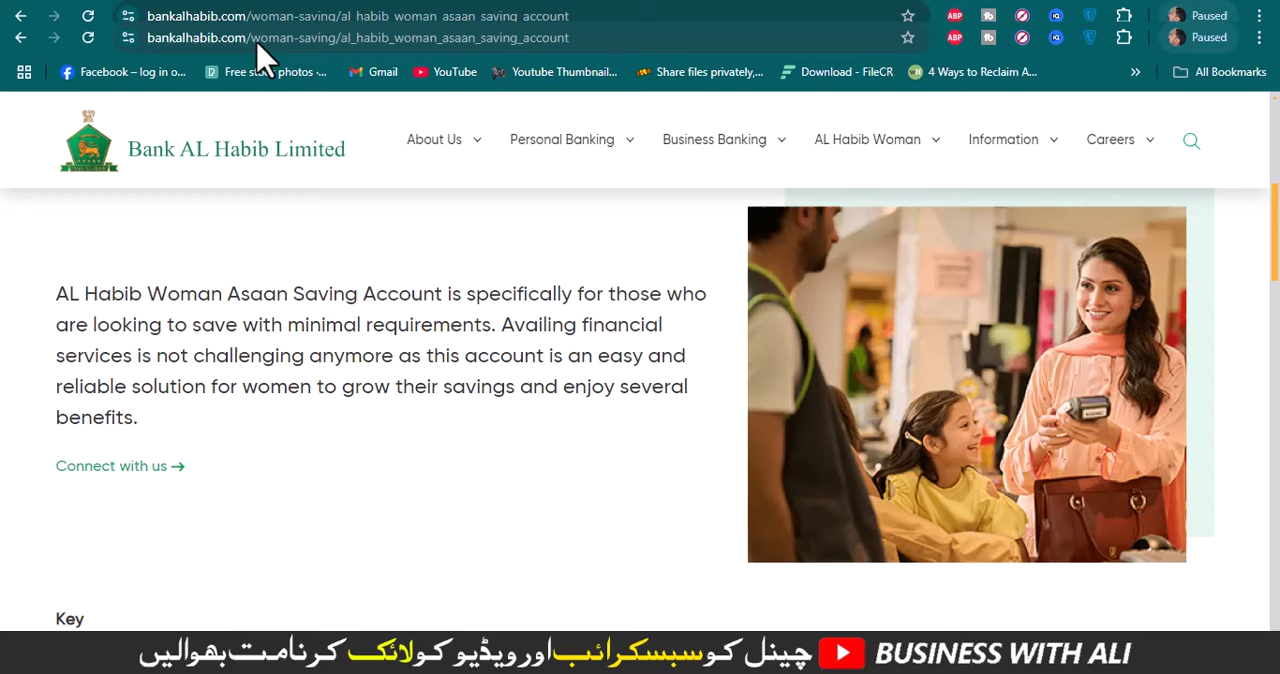 bankalhabib.com/woman-saving/al_habib_woman_asaan_saving_account
Paused
bankalhabib.com/woman-saving/al_habib_woman_asaan_saving_account
Paused
Facebook – log in o...
Free stock photos ·...
Gmail
YouTube
Youtube Thumbnail...
Share files privately,...
Download - FileCR
4 Ways to Reclaim A...
All Bookmarks
Bank AL Habib Limited
About Us
Personal Banking
Business Banking
AL Habib Woman
Information
Careers
AL Habib Woman Asaan Saving Account is specifically for those who
are looking to save with minimal requirements. Availing financial
services is not challenging anymore as this account is an easy and
reliable solution for women to grow their savings and enjoy several
benefits.
Connect with us
Key
چینل کو سبسکرائب اور ویڈیو کو لائک کرنا مت بھولیں
BUSINESS WITH ALI